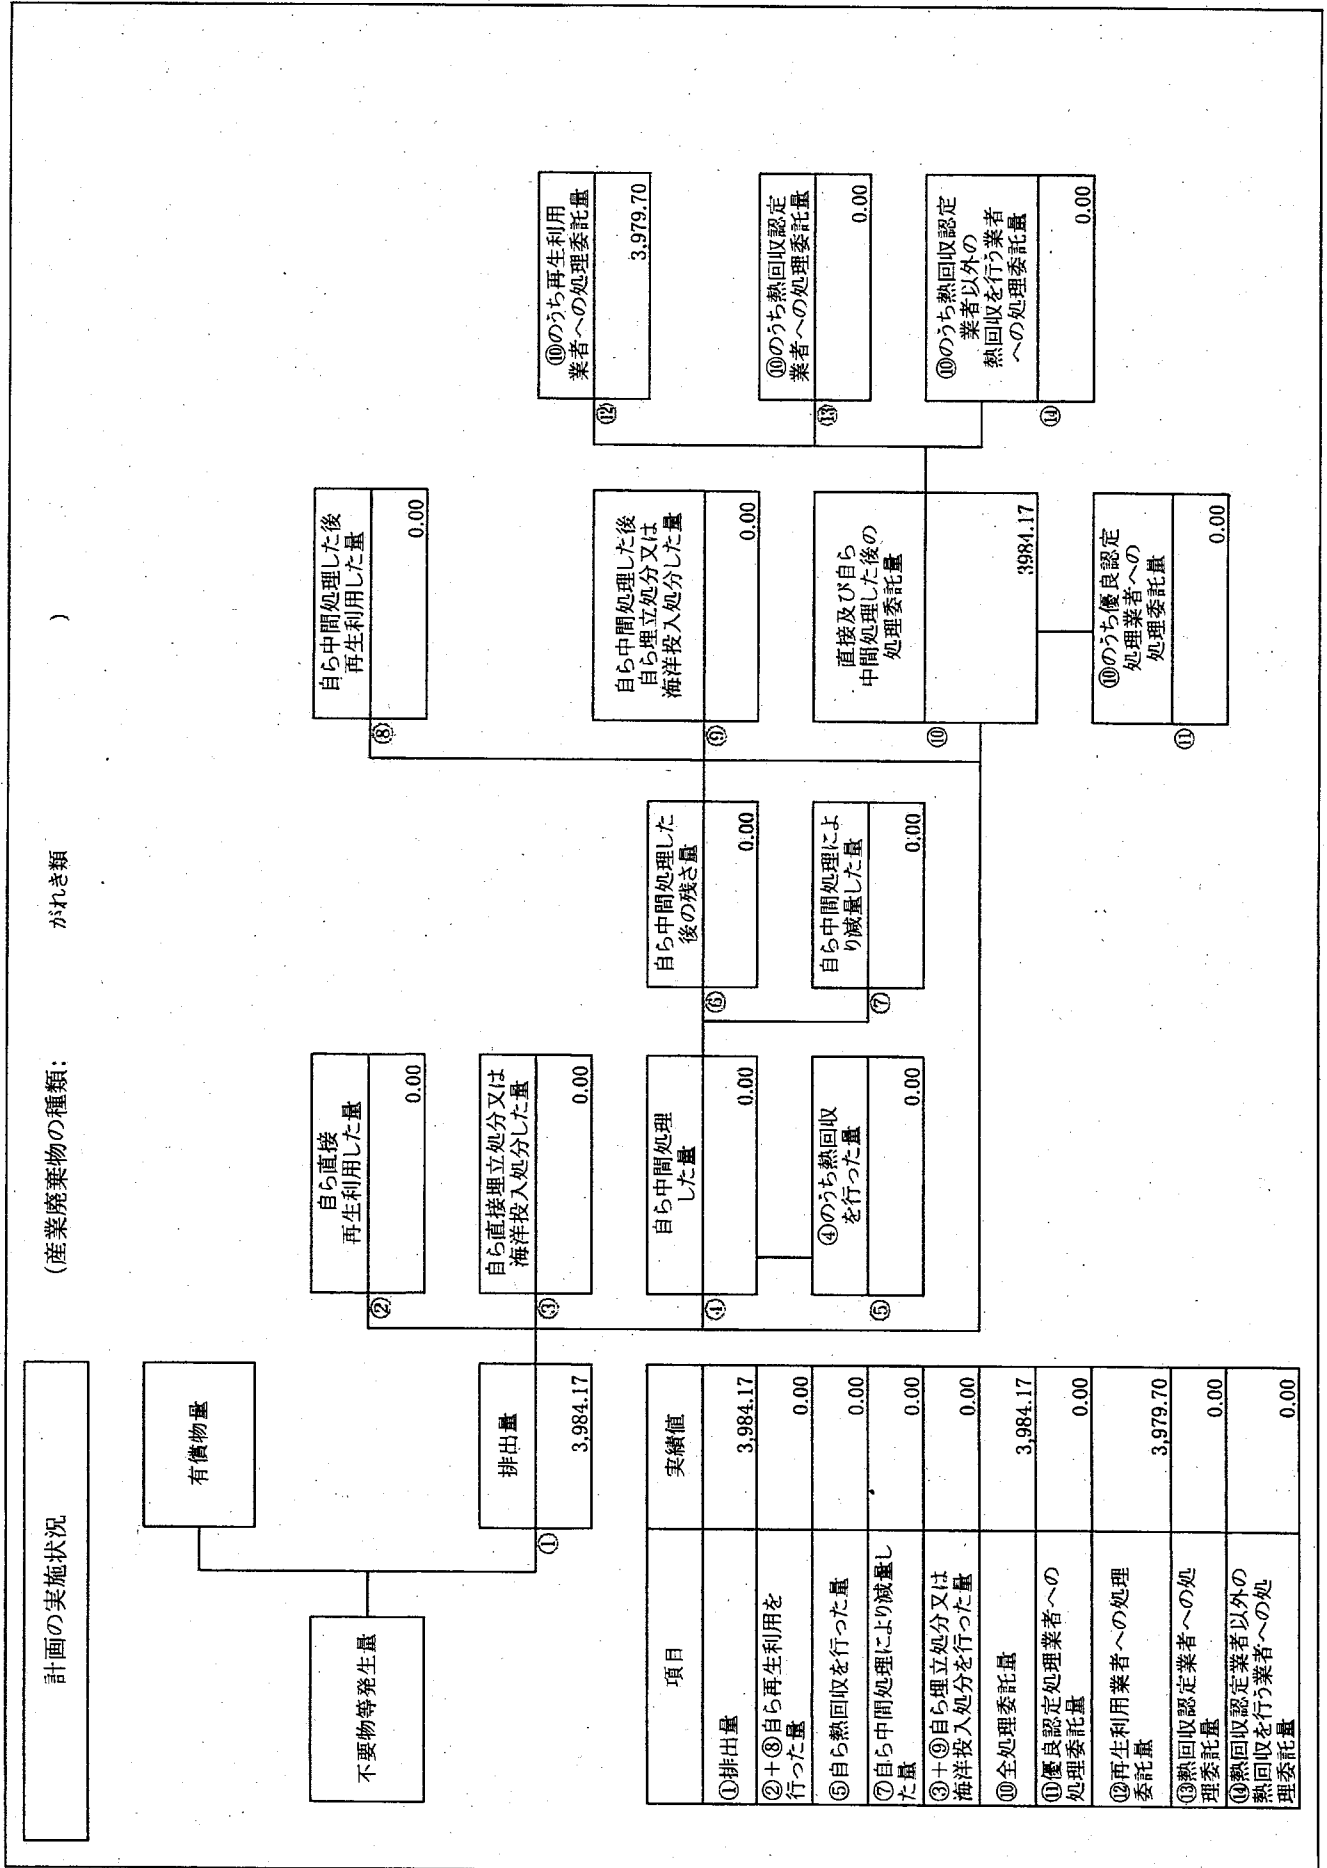 計画の実施状況
(産業廃棄物の種類: がれき類 )
不要物等発生量
有償物量
排出量
①
3,984.17
自ら直接
再生利用した量
②
0.00
自ら直接埋立処分又は
海洋投入処分した量
③
0.00
自ら中間処理
した量
④
0.00
④のうち熱回収
を行った量
⑤
0.00
自ら中間処理した
後の残さ量
⑥
0.00
自ら中間処理によ
り減量した量
⑦
0.00
自ら中間処理した後
再生利用した量
⑧
0.00
自ら中間処理した後
自ら埋立処分又は
海洋投入処分した量
⑨
0.00
直接及び自ら
中間処理した後の
処理委託量
⑩
3984.17
⑩のうち優良認定
処理業者への
処理委託量
⑪
0.00
⑩のうち再生利用
業者への処理委託量
⑫
3,979.70
⑩のうち熱回収認定
業者への処理委託量
⑬
0.00
⑩のうち熱回収認定
業者以外の
熱回収を行う業者
への処理委託量
⑭
0.00
項目 実績値
①排出量 3,984.17
②+⑧自ら再生利用を
行った量 0.00
⑤自ら熱回収を行った量 0.00
⑦自ら中間処理により減量し
た量 0.00
③+⑨自ら埋立処分又は
海洋投入処分を行った量 0.00
⑩全処理委託量 3,984.17
⑪優良認定処理業者への
処理委託量 0.00
⑫再生利用業者への処理
委託量 3,979.70
⑬熱回収認定業者への処
理委託量 0.00
⑭熱回収認定業者以外の
熱回収を行う業者への処
理委託量 0.00